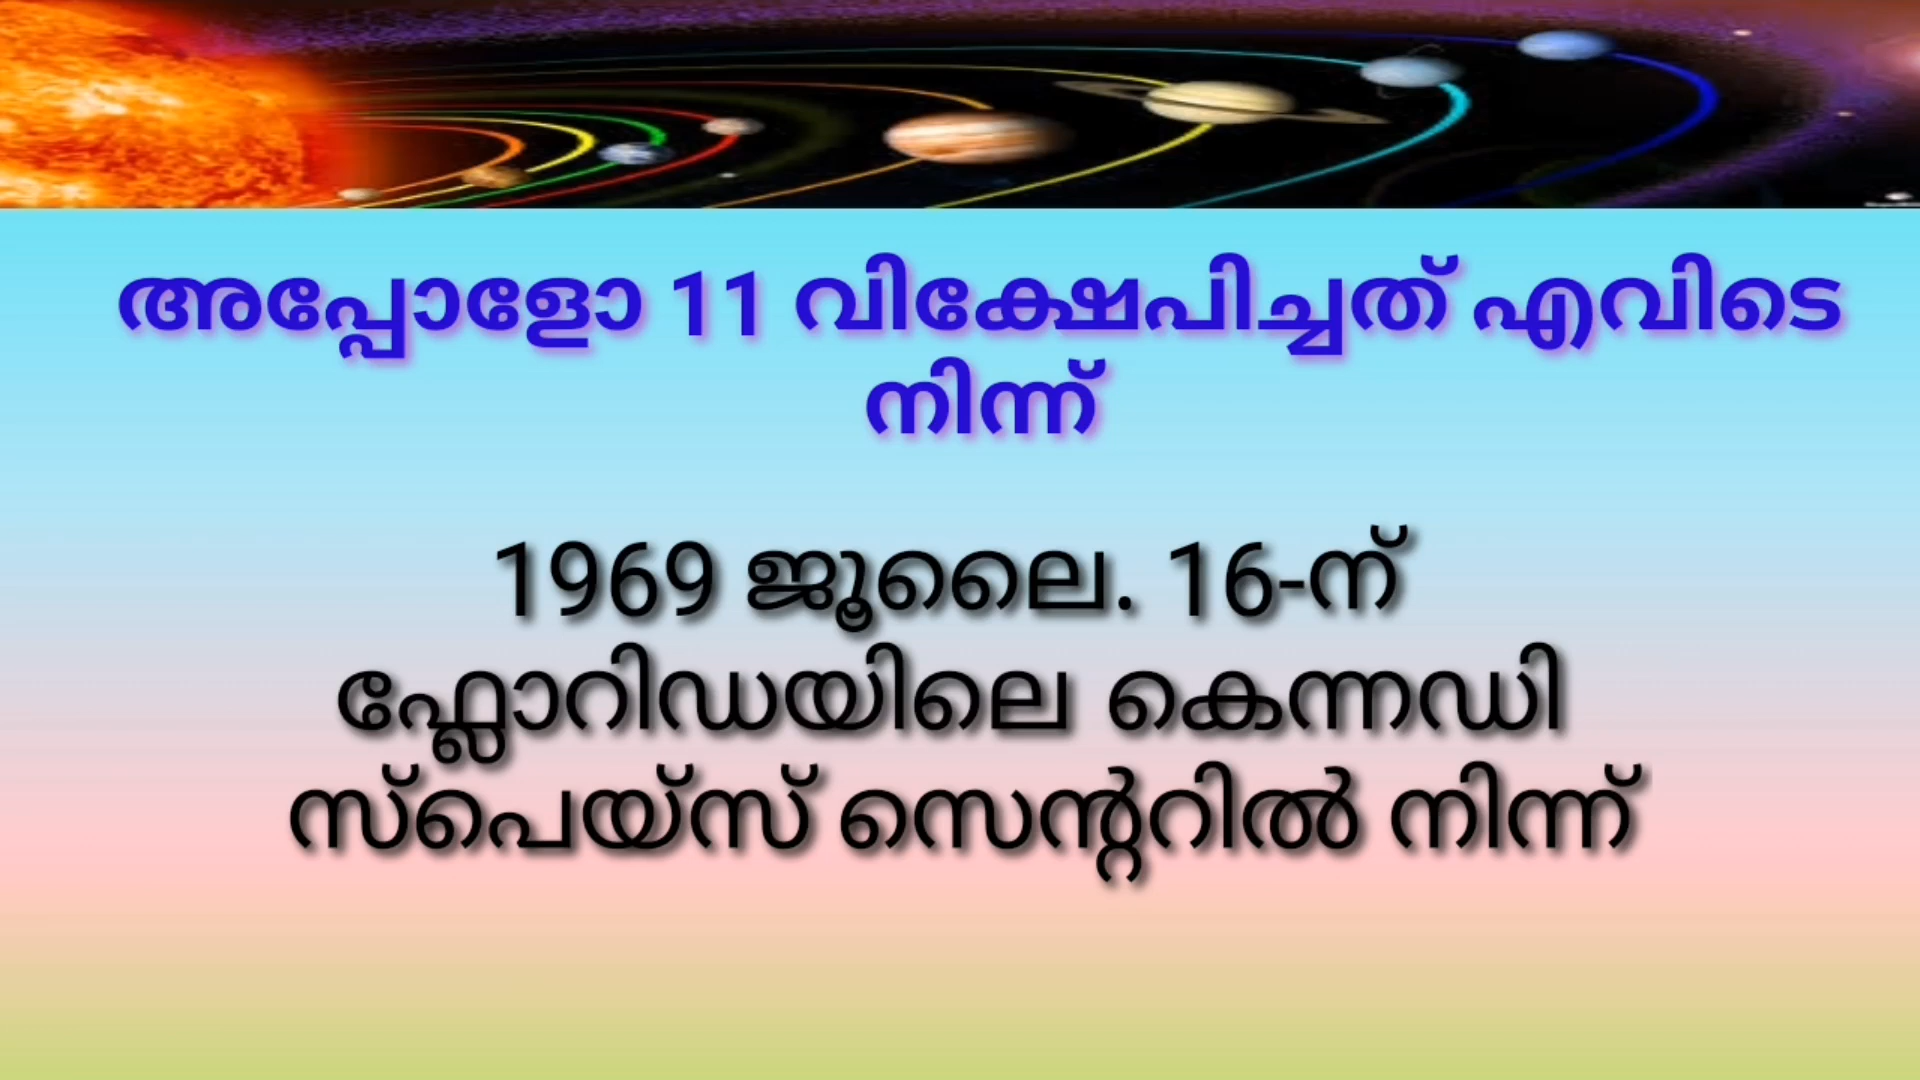 അപ്പോളോ 11 വിക്ഷേപിച്ചത് എവിടെ
നിന്ന്
1969 ജൂലൈ. 16-ന്
ഫ്ലോറിഡയിലെ കെന്നഡി
സ്പെയ്സ് സെന്ററിൽ നിന്ന്